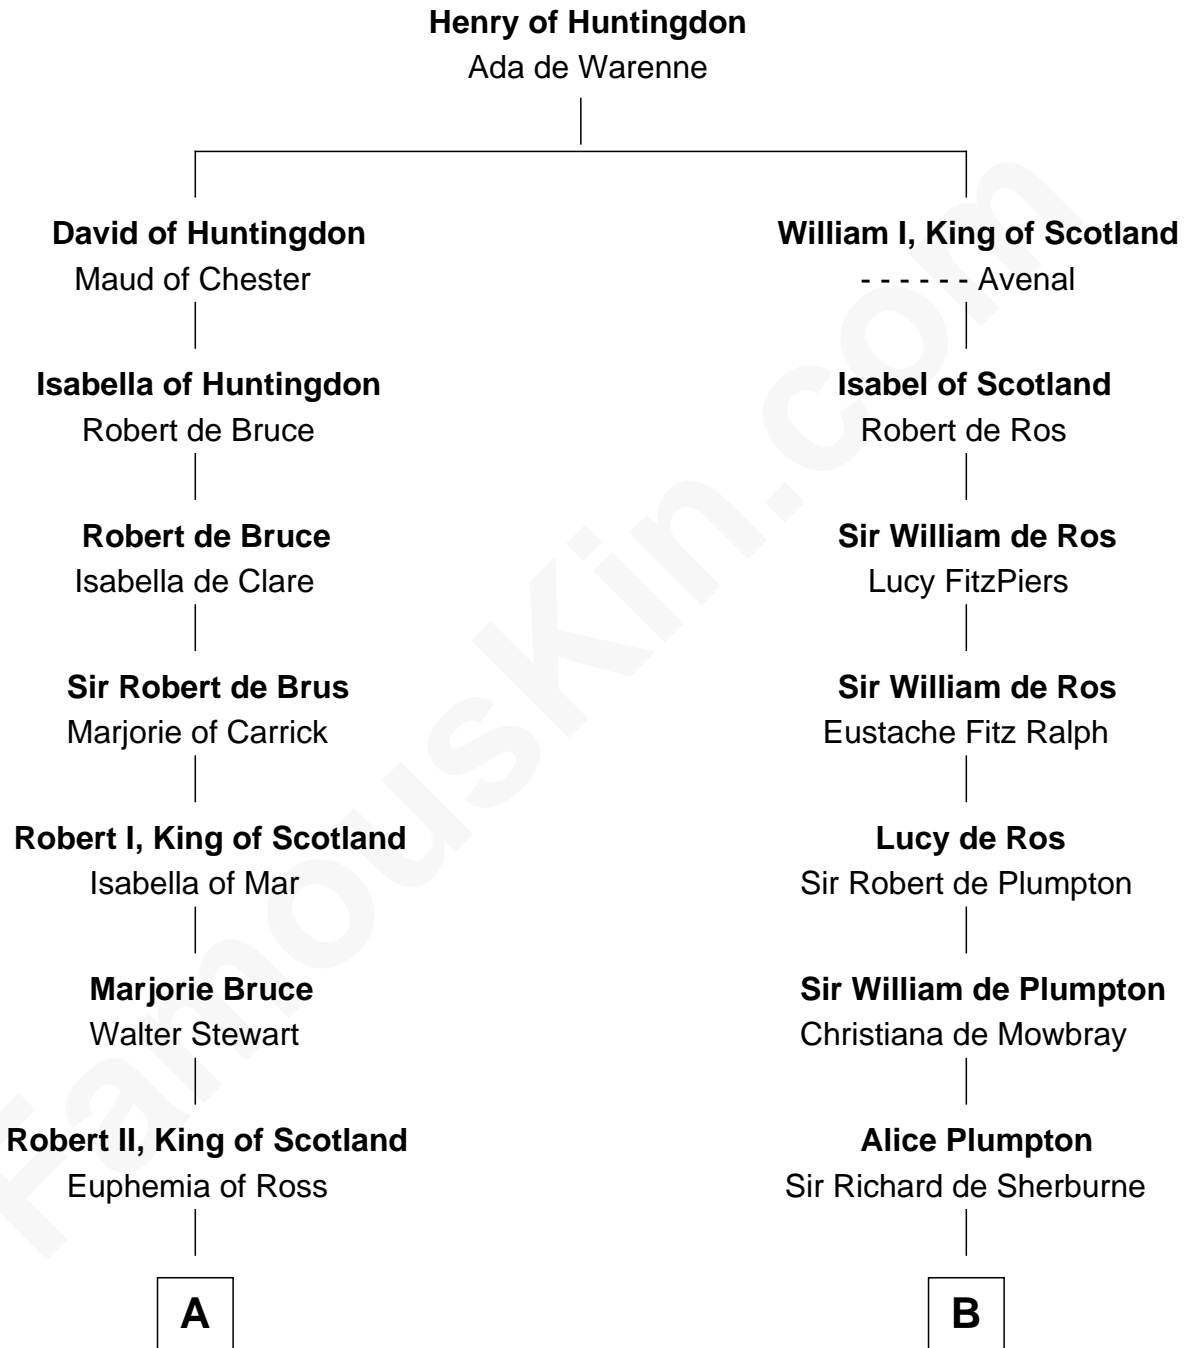 Henry of Huntingdon
Ada de Warenne
David of Huntingdon
Maud of Chester
William I, King of Scotland
- - - - - - Avenal
Isabella of Huntingdon
Robert de Bruce
Isabel of Scotland
Robert de Ros
Robert de Bruce
Isabella de Clare
Sir William de Ros
Lucy FitzPiers
Sir Robert de Brus
Marjorie of Carrick
Sir William de Ros
Eustache Fitz Ralph
Robert I, King of Scotland
Isabella of Mar
Lucy de Ros
Sir Robert de Plumpton
Marjorie Bruce
Walter Stewart
Sir William de Plumpton
Christiana de Mowbray
Robert II, King of Scotland
Euphemia of Ross
Alice Plumpton
Sir Richard de Sherburne
A
B
FamousKin.com